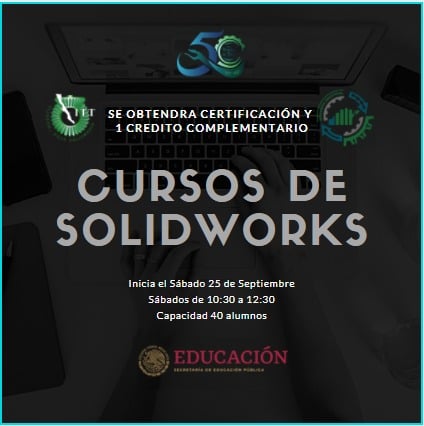 SE OBTENDRA CERTIFICACIÓN Y
1 CREDITO COMPLEMENTARIO
CURSOS DE
SOLIDWORKS
Inicia el Sábado 25 de Septiembre
Sábados de 10:30 a 12:30
Capacidad 40 alumnos
EDUCACIÓN
SECRETARÍA DE EDUCACIÓN PÚBLICA